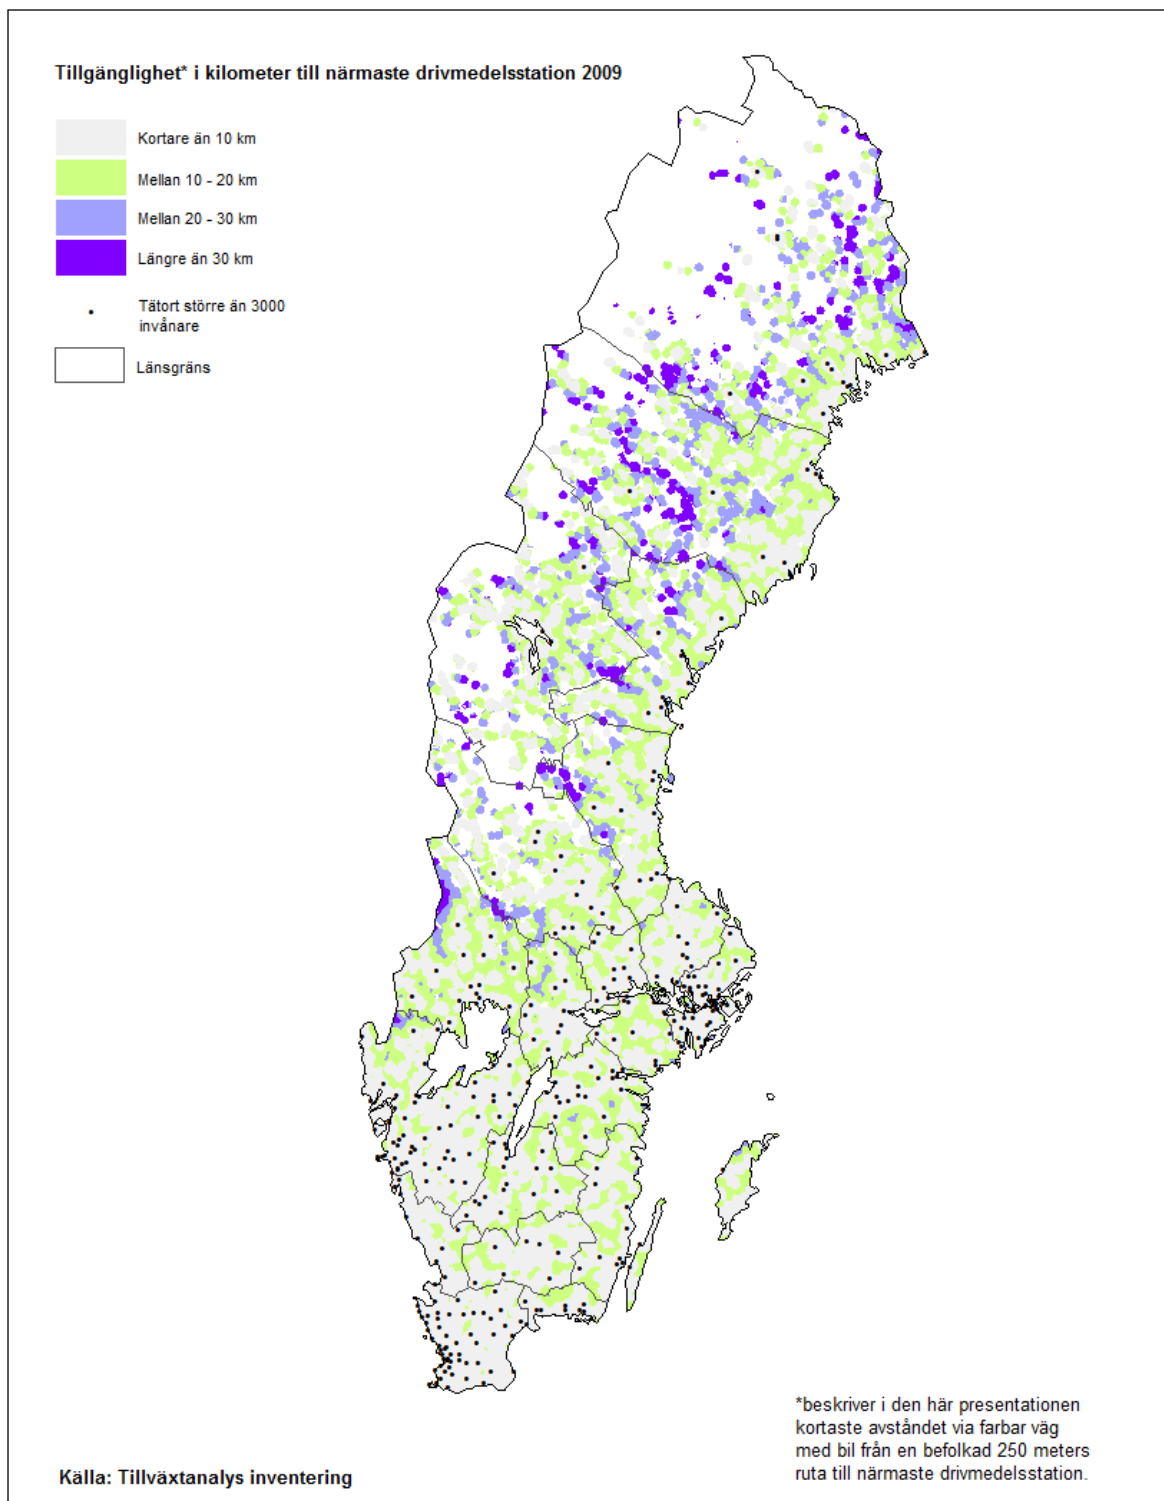 Tillgänglighet* i kilometer till närmaste drivmedelsstation 2009
Kortare än 10 km
Mellan 10 - 20 km
Mellan 20 - 30 km
Längre än 30 km
Tätort större än 3000
invånare
Länsgräns
*beskriver i den här presentationen
kortaste avståndet via farbar väg
med bil från en befolkad 250 meters
ruta till närmaste drivmedelsstation.
Källa: Tillväxtanalys inventering